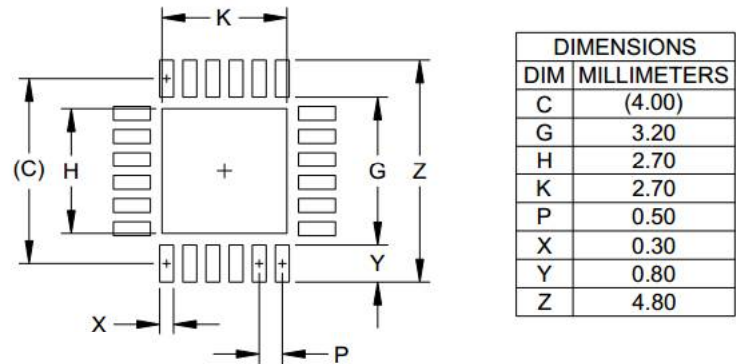 K
(C)
H
G
Z
Y
X
P
DIMENSIONS
DIM MILLIMETERS
C (4.00)
G 3.20
H 2.70
K 2.70
P 0.50
X 0.30
Y 0.80
Z 4.80